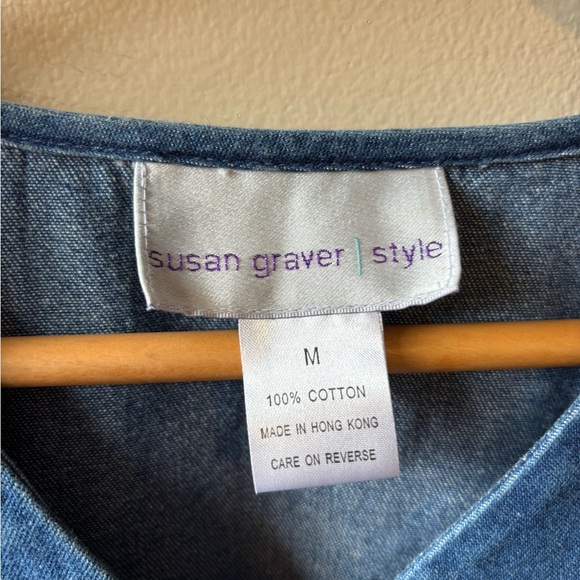 susan graver | style
M
100% COTTON
MADE IN HONG KONG
CARE ON REVERSE